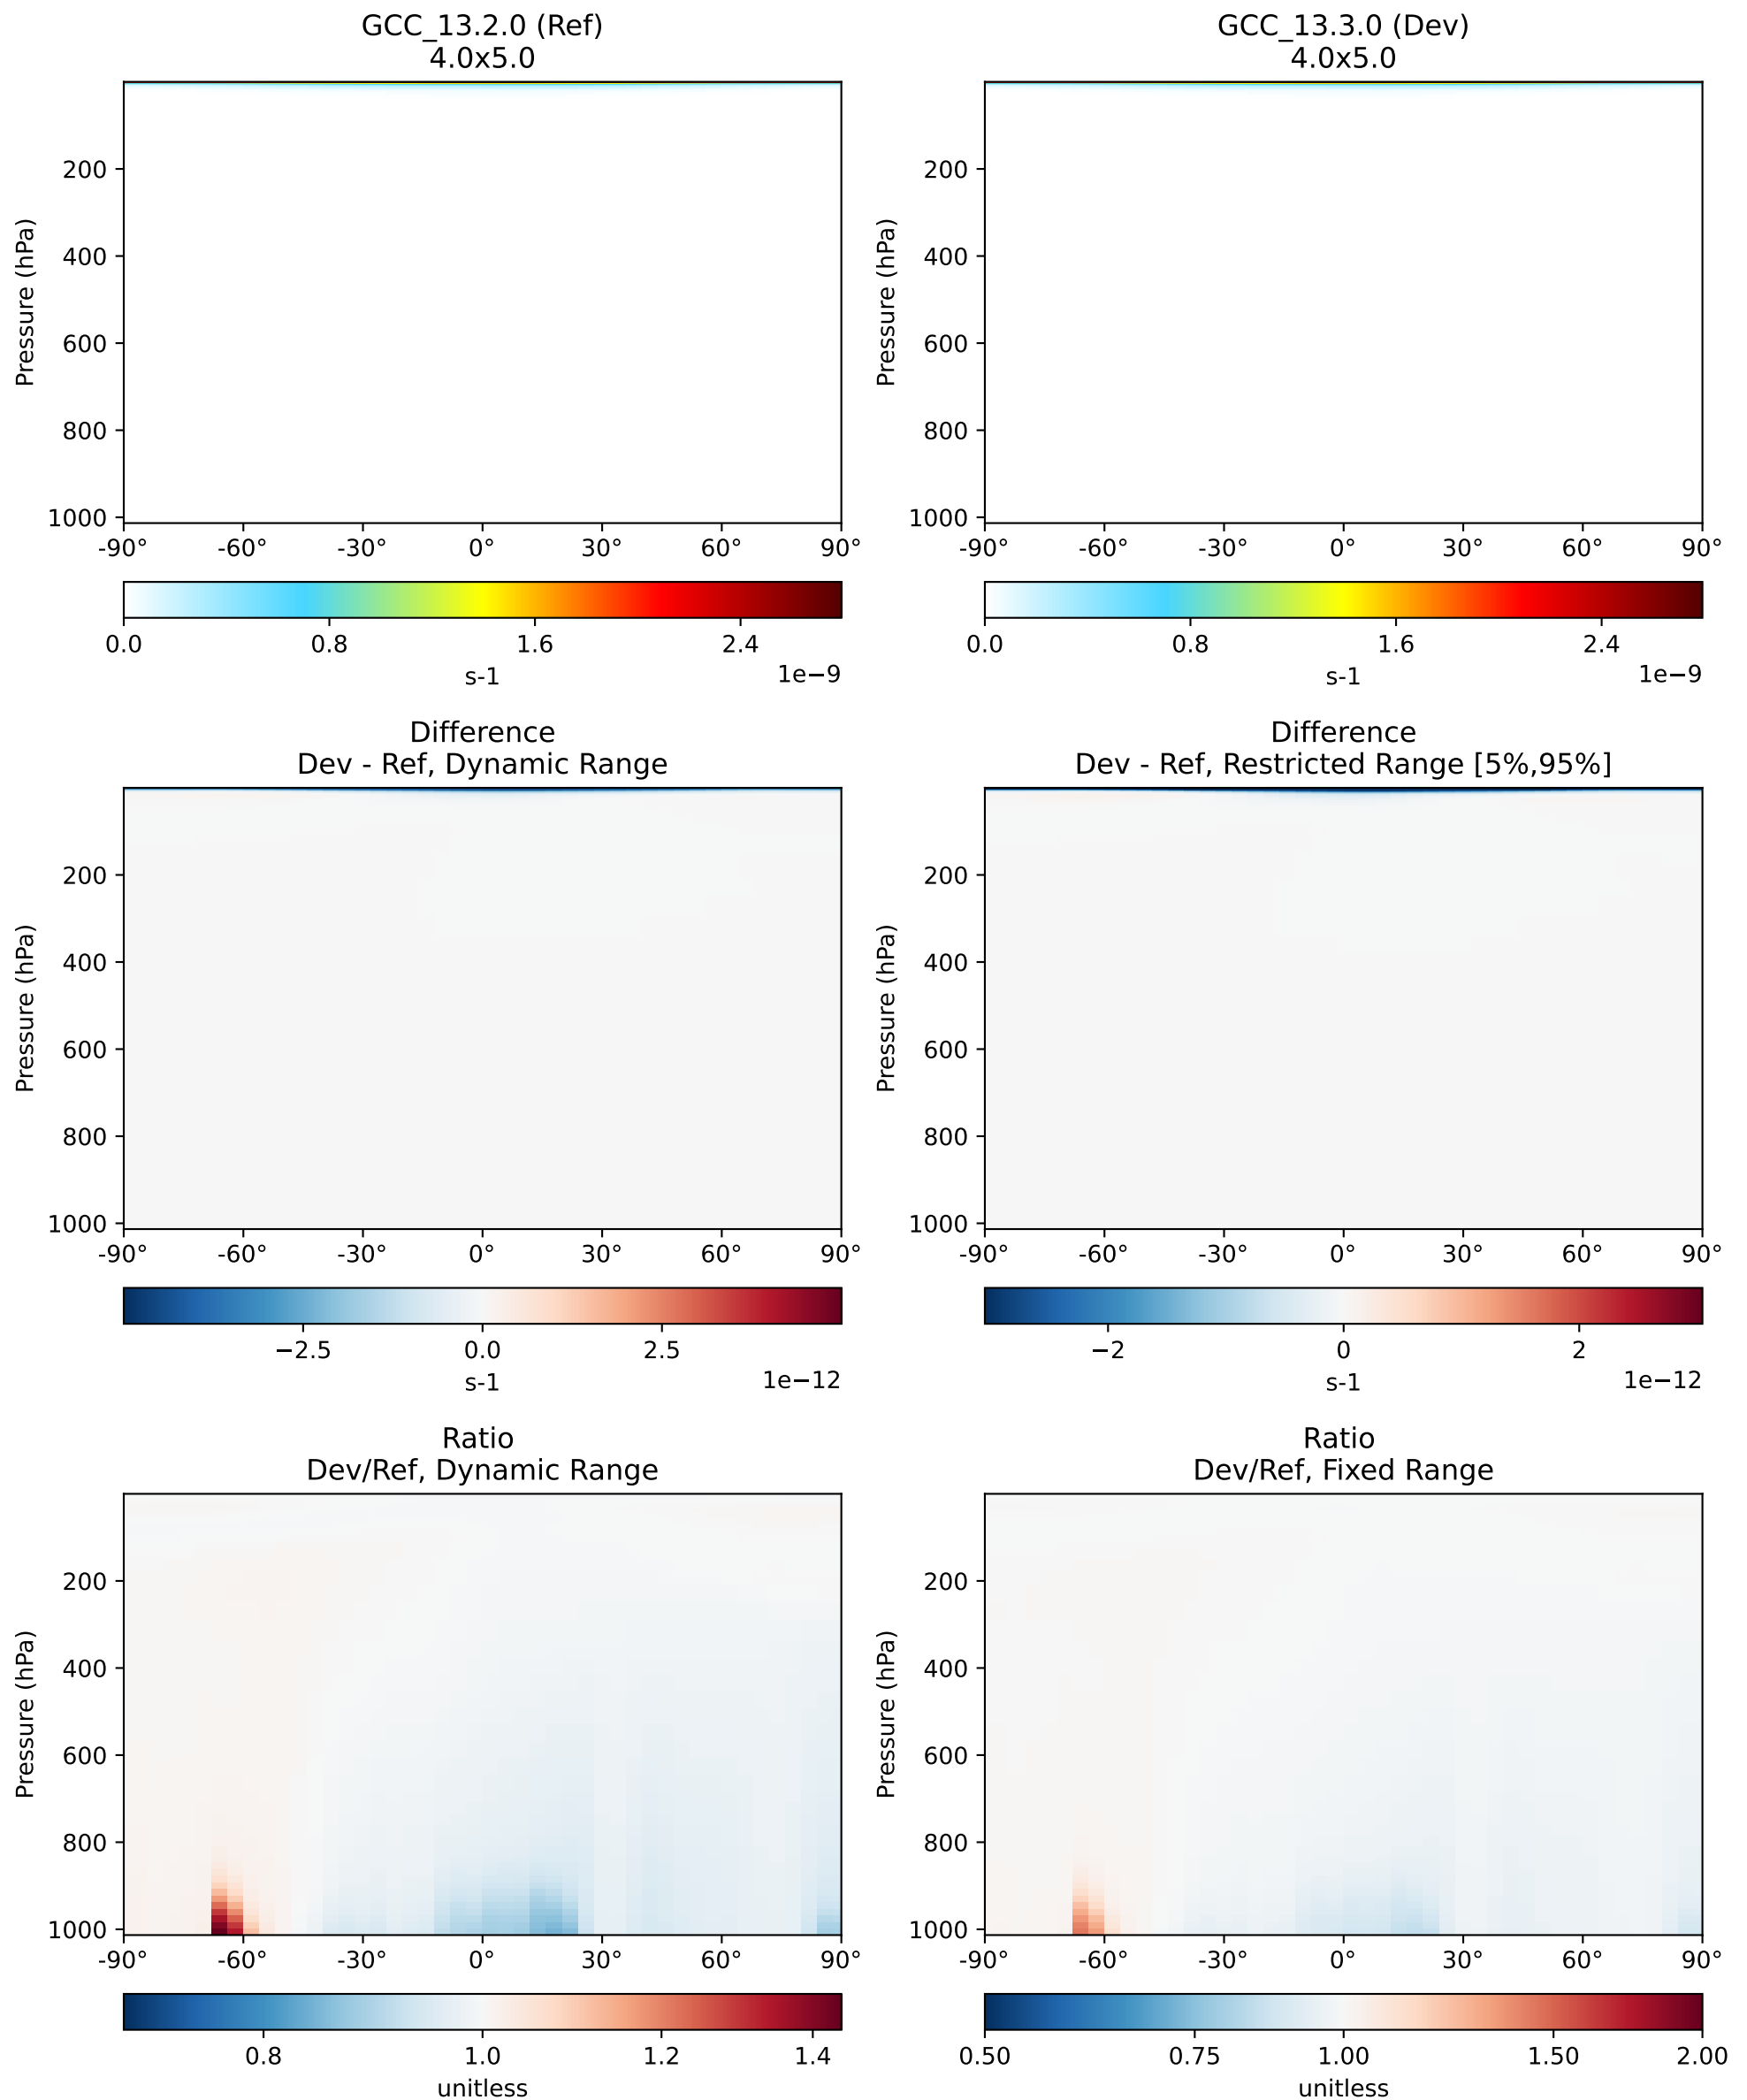 GCC_13.2.0 (Ref)
4.0x5.0
GCC_13.3.0 (Dev)
4.0x5.0
Pressure (hPa)
200
400
600
800
1000
-90° -60° -30° 0° 30° 60° 90°
0.0 0.8 1.6 2.4
s-1
1e−9
Pressure (hPa)
200
400
600
800
1000
-90° -60° -30° 0° 30° 60° 90°
0.0 0.8 1.6 2.4
s-1
1e−9
Difference
Dev - Ref, Dynamic Range
Pressure (hPa)
200
400
600
800
1000
-90° -60° -30° 0° 30° 60° 90°
−2.5 0.0 2.5
s-1
1e−12
Difference
Dev - Ref, Restricted Range [5%,95%]
Pressure (hPa)
200
400
600
800
1000
-90° -60° -30° 0° 30° 60° 90°
−2 0 2
s-1
1e−12
Ratio
Dev/Ref, Dynamic Range
Pressure (hPa)
200
400
600
800
1000
-90° -60° -30° 0° 30° 60° 90°
0.8 1.0 1.2 1.4
unitless
Ratio
Dev/Ref, Fixed Range
Pressure (hPa)
200
400
600
800
1000
-90° -60° -30° 0° 30° 60° 90°
0.50 0.75 1.00 1.50 2.00
unitless